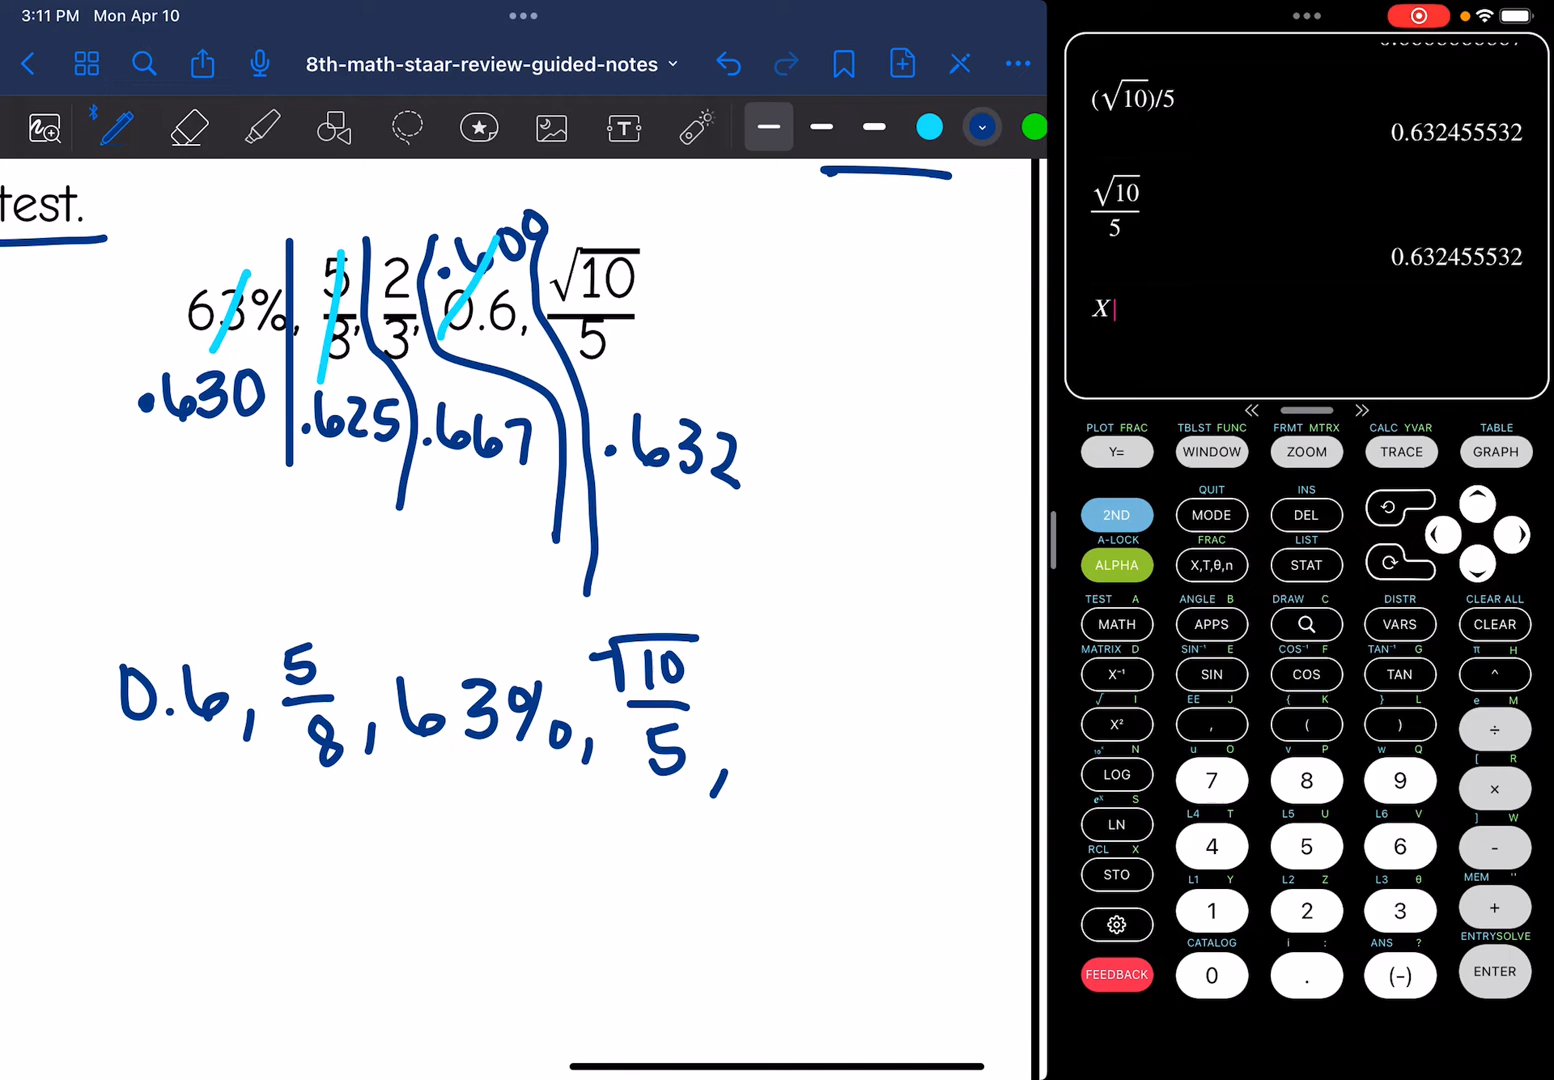 3:11 PM Mon Apr 10
8th-math-staar-review-guided-notes
test.
.600
63%, 5/8, 2/3, 0.6, √10/5
.630 .625 .667 .632
0.6, 5/8, 63%, √10/5,
(√10)/5
0.632455532
√10/5
0.632455532
X
PLOT FRAC TBLST FUNC FRMT MTRX CALC YVAR TABLE
Y= WINDOW ZOOM TRACE GRAPH
QUIT INS
2ND MODE DEL
A-LOCK FRAC LIST
ALPHA X,T,θ,n STAT
TEST A ANGLE B DRAW C DISTR CLEAR ALL
MATH APPS VARS CLEAR
MATRIX D SIN⁻¹ E COS⁻¹ F TAN⁻¹ G π H
X⁻¹ SIN COS TAN ^
√ I EE J { K } L e M
X² , ( ) ÷
10ˣ N u O v P w Q [ R
LOG 7 8 9 ×
eˣ S L4 T L5 U L6 V ] W
LN 4 5 6 -
RCL X L1 Y L2 Z L3 θ MEM "
STO 1 2 3 +
CATALOG i : ANS ? ENTRY SOLVE
FEEDBACK 0 . (-) ENTER